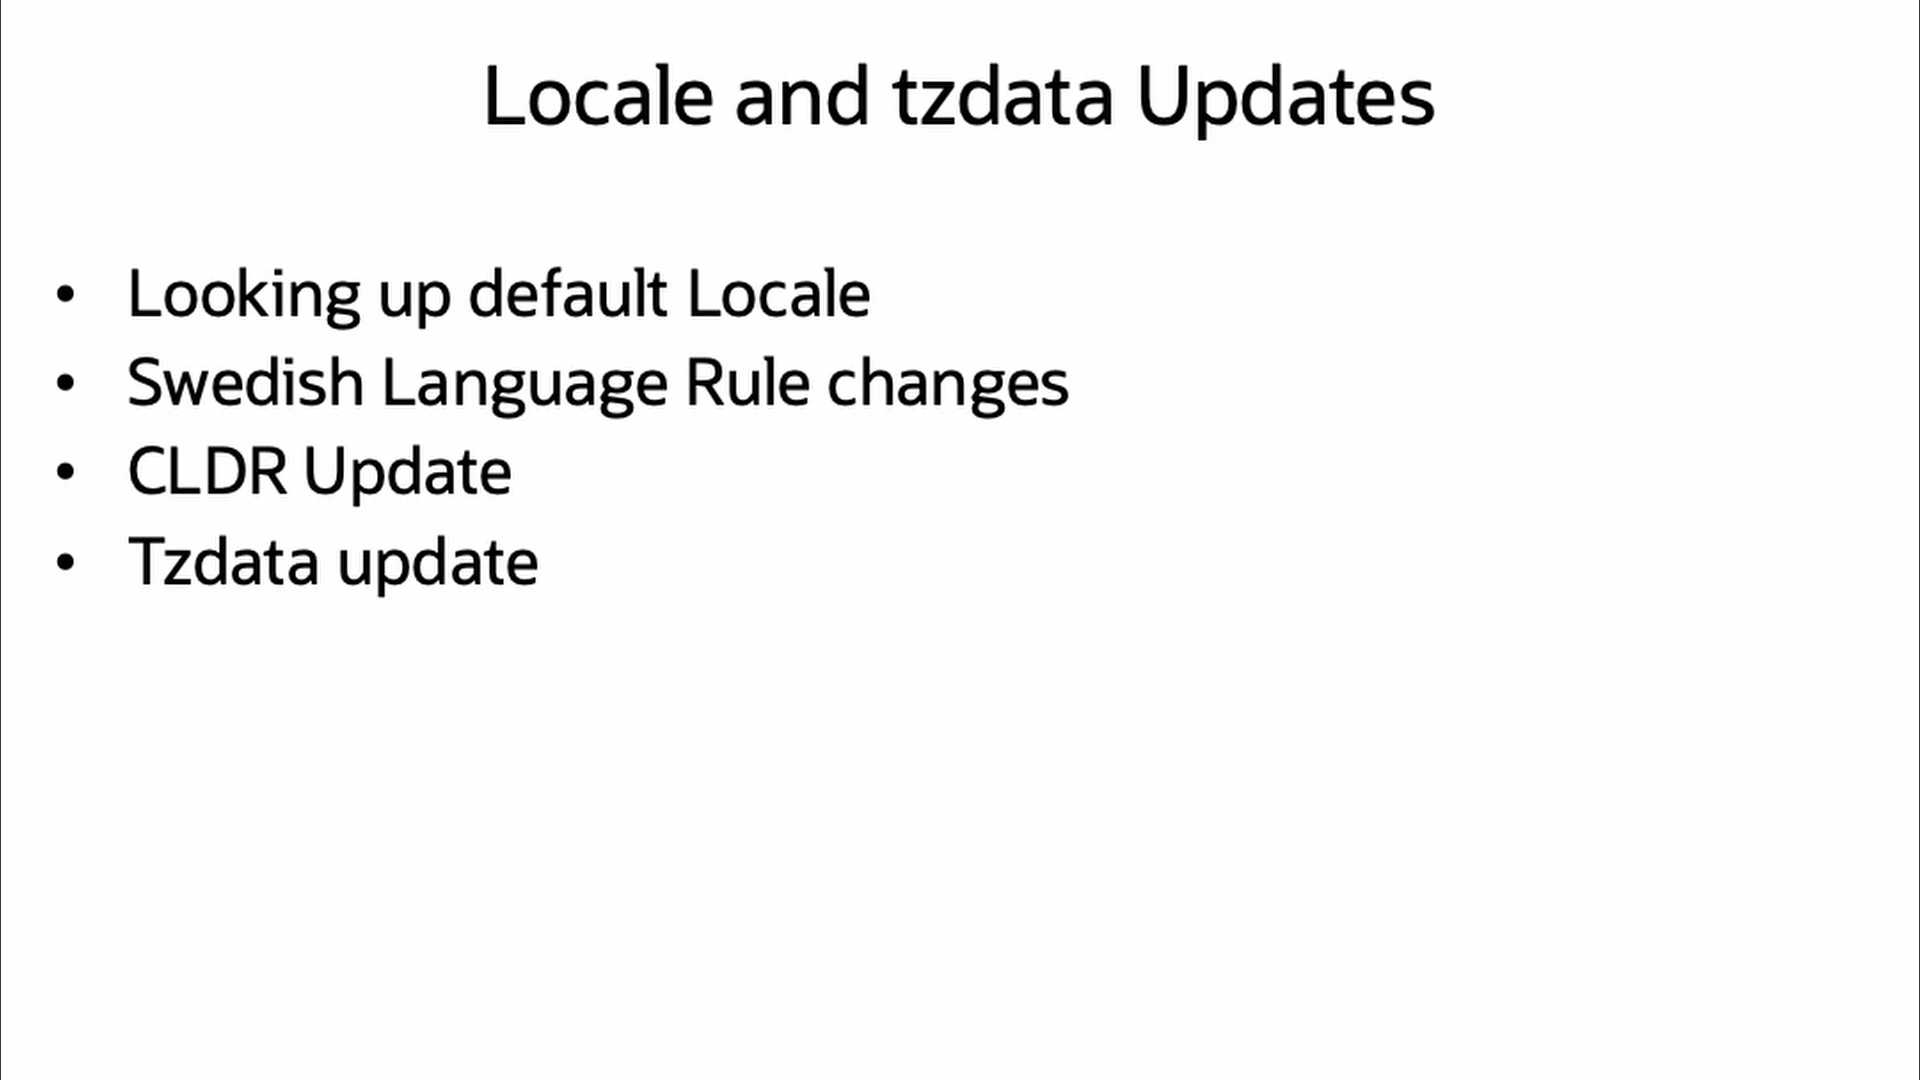 Locale and tzdata Updates
• Looking up default Locale
• Swedish Language Rule changes
• CLDR Update
• Tzdata update